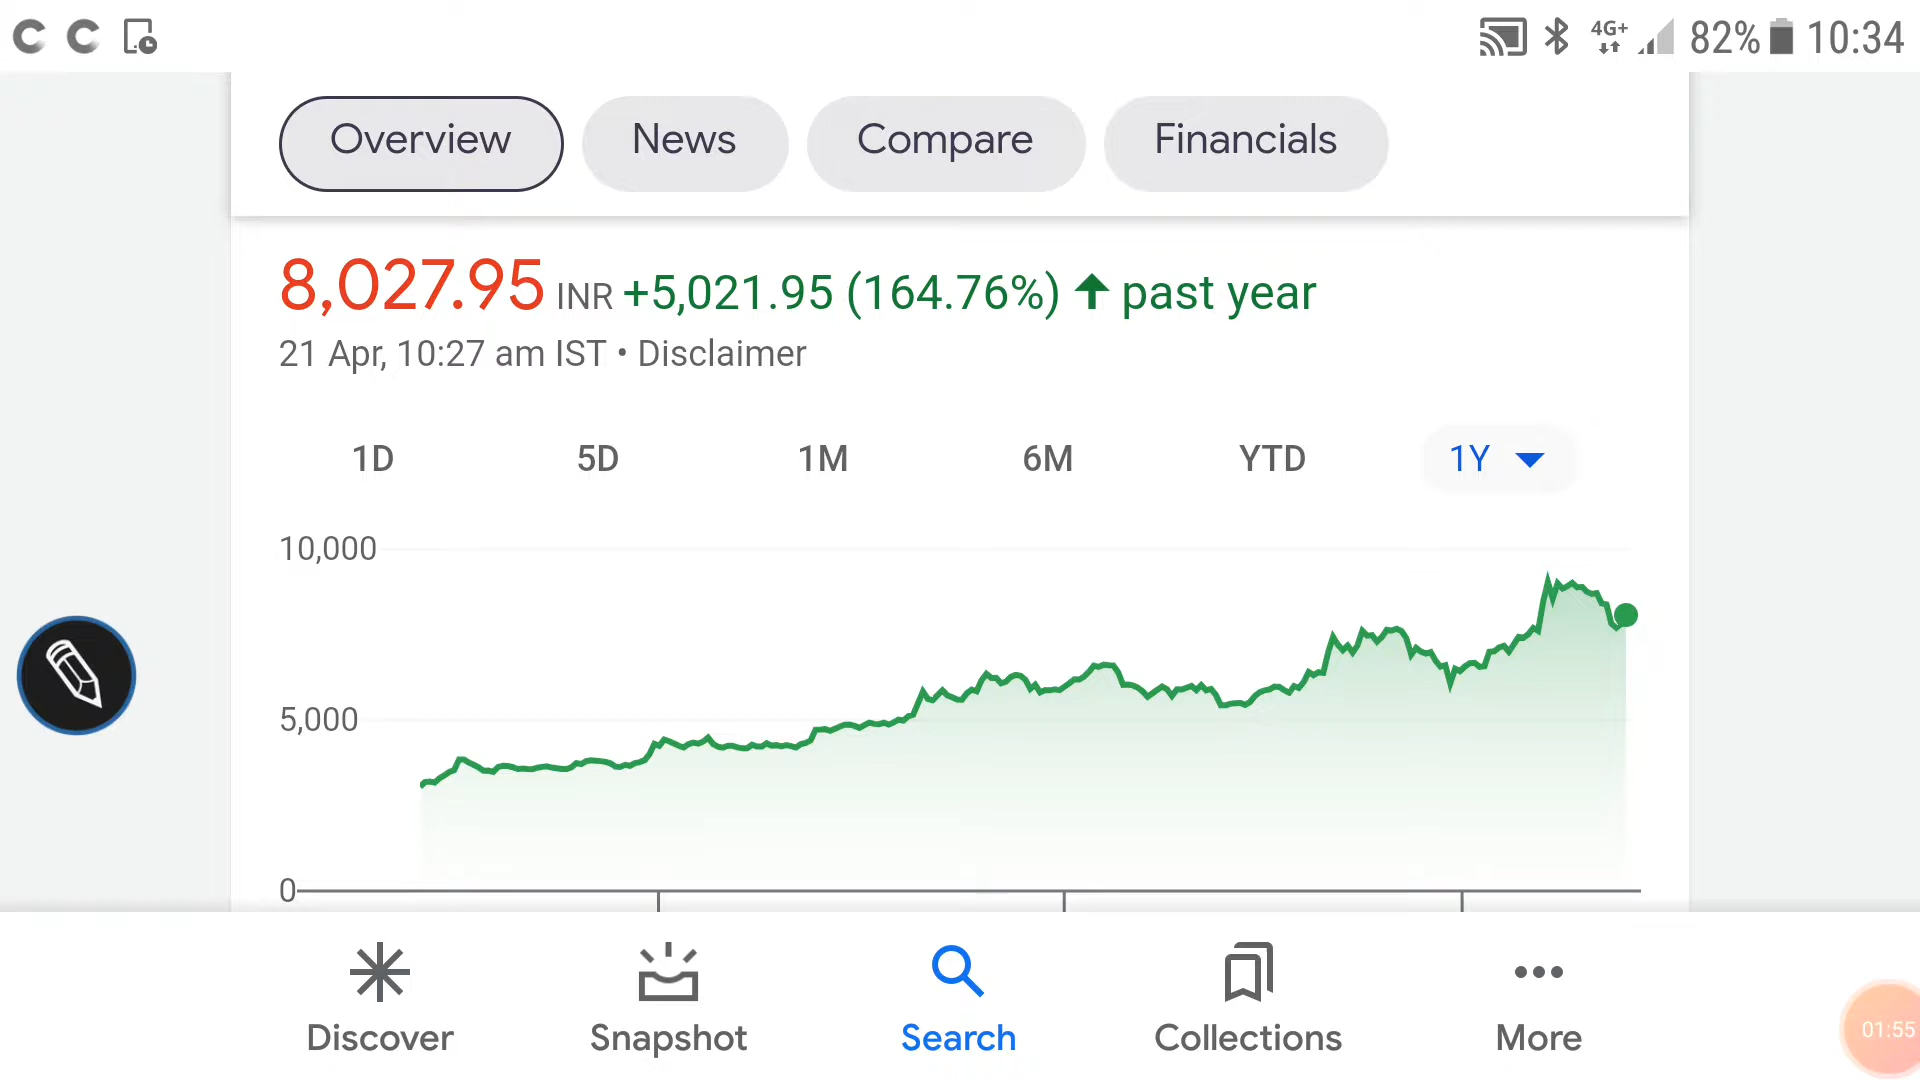 4G+ 82% 10:34
Overview News Compare Financials
8,027.95 INR +5,021.95 (164.76%) ↑ past year
21 Apr, 10:27 am IST • Disclaimer
1D 5D 1M 6M YTD 1Y
10,000
5,000
0
Discover Snapshot Search Collections More
01:55